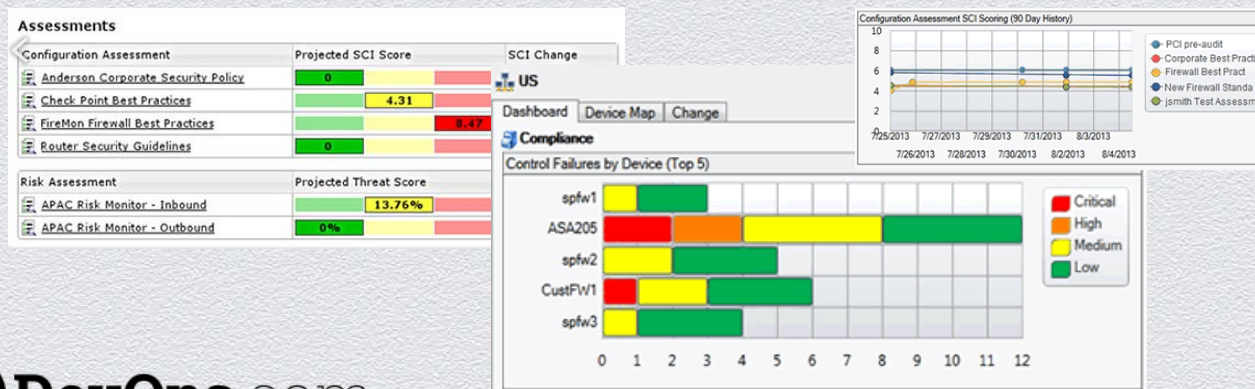 Assessments
Configuration Assessment Projected SCI Score SCI Change
Anderson Corporate Security Policy 0
Check Point Best Practices 4.31
FireMon Firewall Best Practices 8.47
Router Security Guidelines 0
Risk Assessment Projected Threat Score
APAC Risk Monitor - Inbound 13.76%
APAC Risk Monitor - Outbound 0%
US
Dashboard Device Map Change
Compliance
Control Failures by Device (Top 5)
spfw1
ASA205
spfw2
CustFW1
spfw3
0 1 2 3 4 5 6 7 8 9 10 11 12
Critical
High
Medium
Low
Configuration Assessment SCI Scoring (90 Day History)
10
8
6
4
2
0
7/25/2013 7/27/2013 7/29/2013 7/31/2013 8/3/2013
7/26/2013 7/28/2013 7/30/2013 8/2/2013 8/4/2013
PCI pre-audit
Corporate Best Practi
Firewall Best Pract
New Firewall Standa
jsmith Test Assessm
DevOps.com